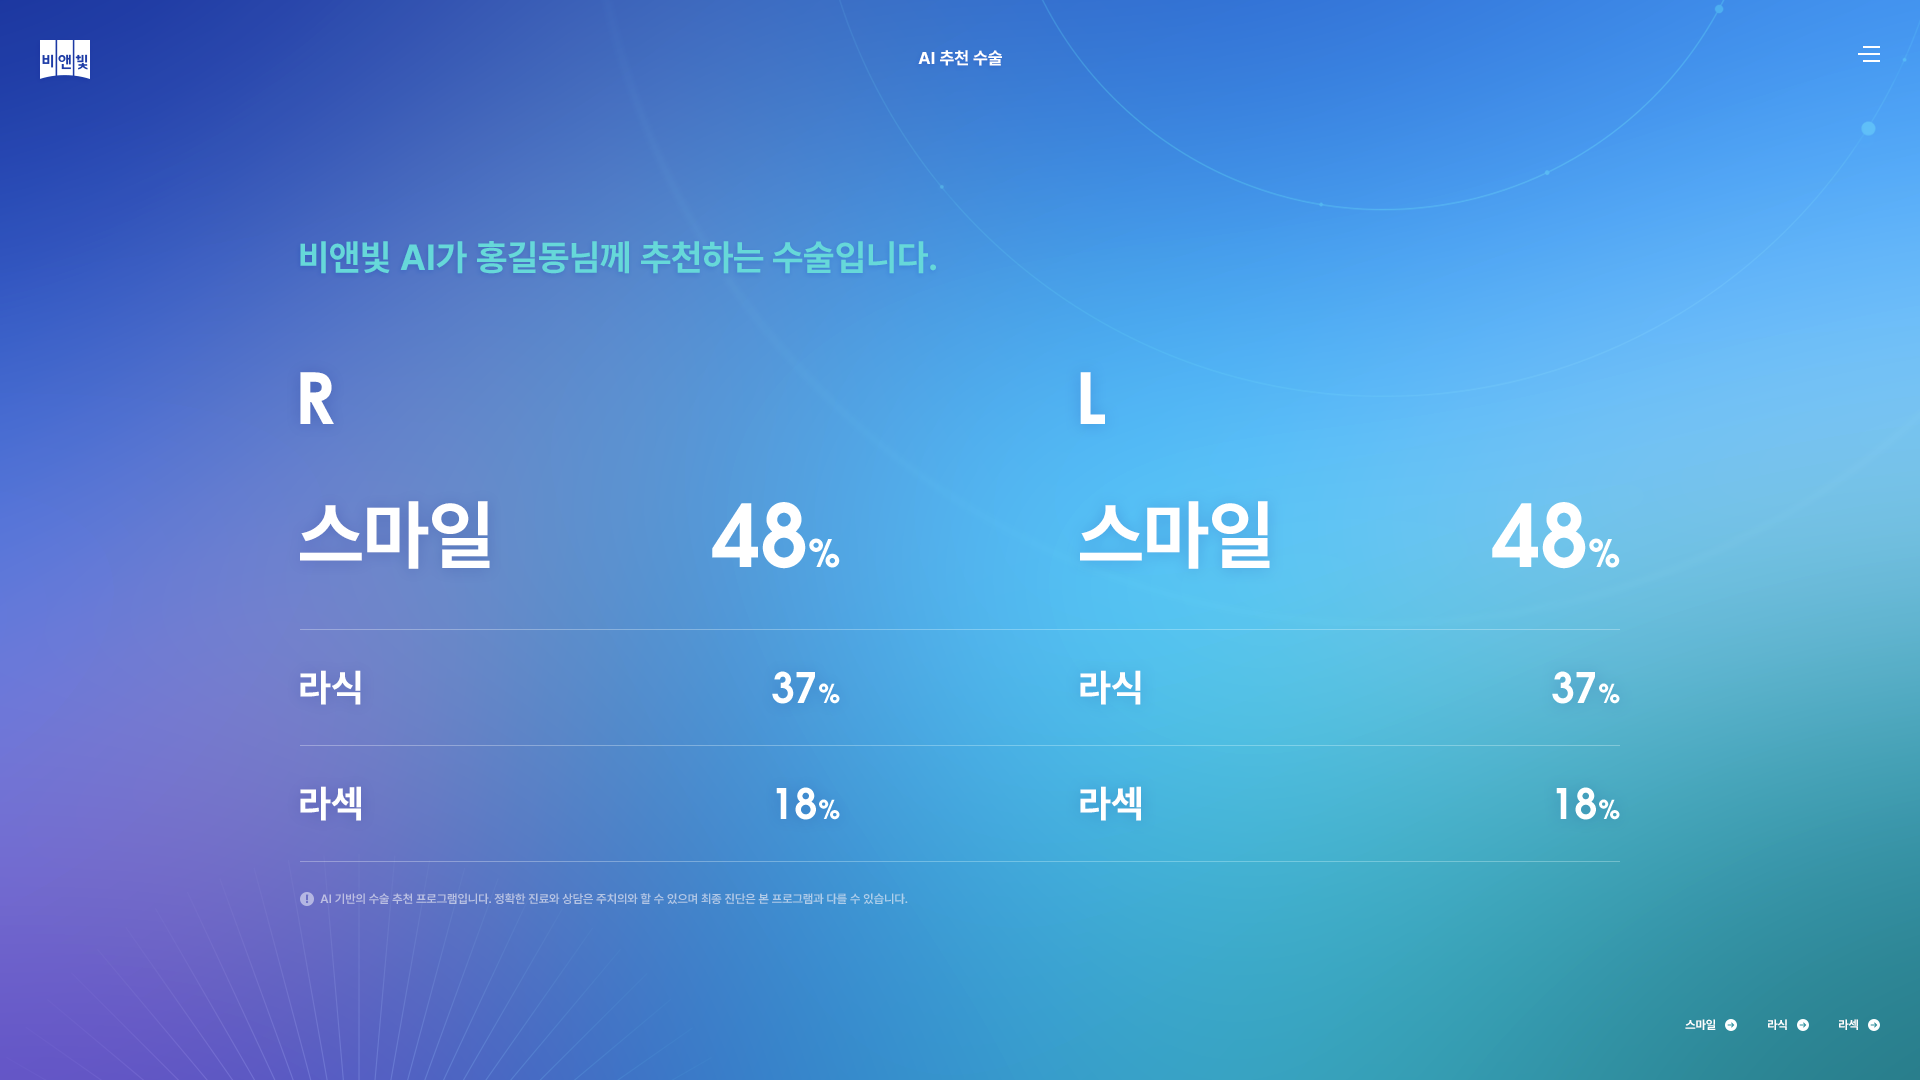 비앤빛
AI 추천 수술
비앤빛 AI가 홍길동님께 추천하는 수술입니다.
R
L
스마일 48%
스마일 48%
라식 37%
라식 37%
라섹 18%
라섹 18%
AI 기반의 수술 추천 프로그램입니다. 정확한 진료와 상담은 주치의와 할 수 있으며 최종 진단은 본 프로그램과 다를 수 있습니다.
스마일 라식 라섹